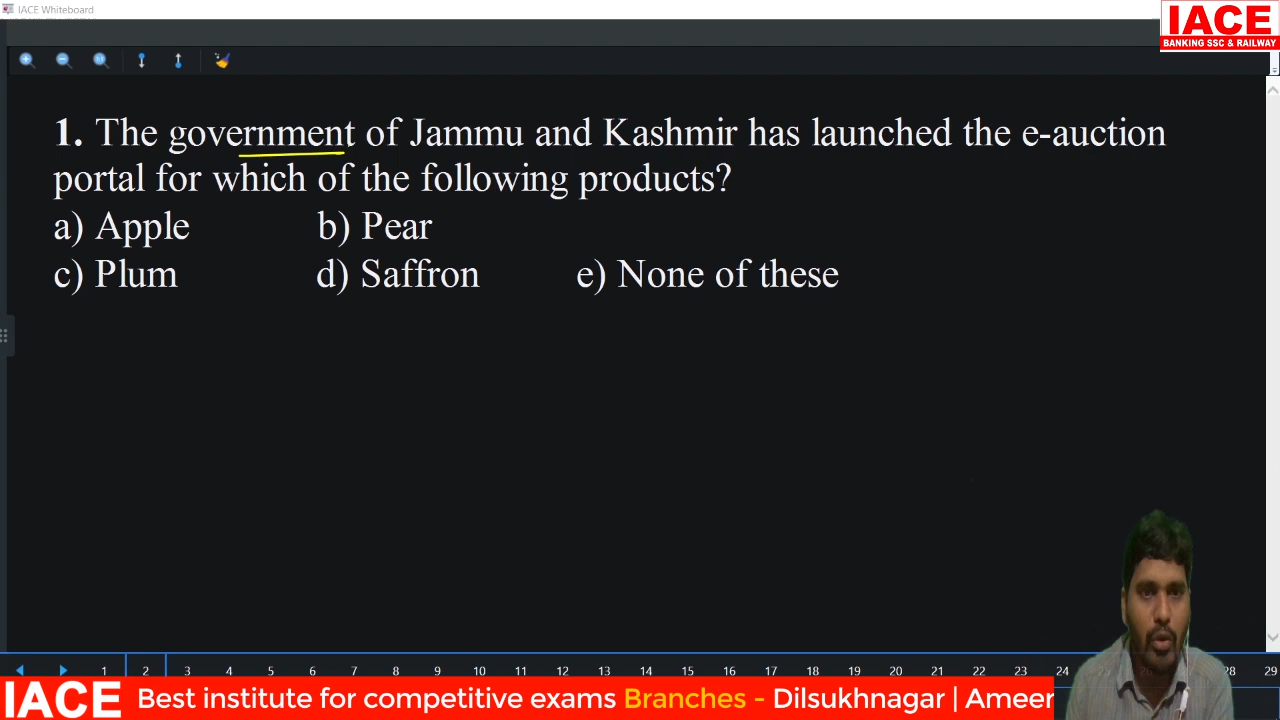 IACE Whiteboard
IACE
BANKING SSC & RAILWAY
1. The government of Jammu and Kashmir has launched the e-auction
portal for which of the following products?
a) Apple b) Pear
c) Plum d) Saffron e) None of these
1 2 3 4 5 6 7 8 9 10 11 12 13 14 15 16 17 18 19 20 21 22 23 24 28 29
IACE Best institute for competitive exams Branches - Dilsukhnagar | Ameer